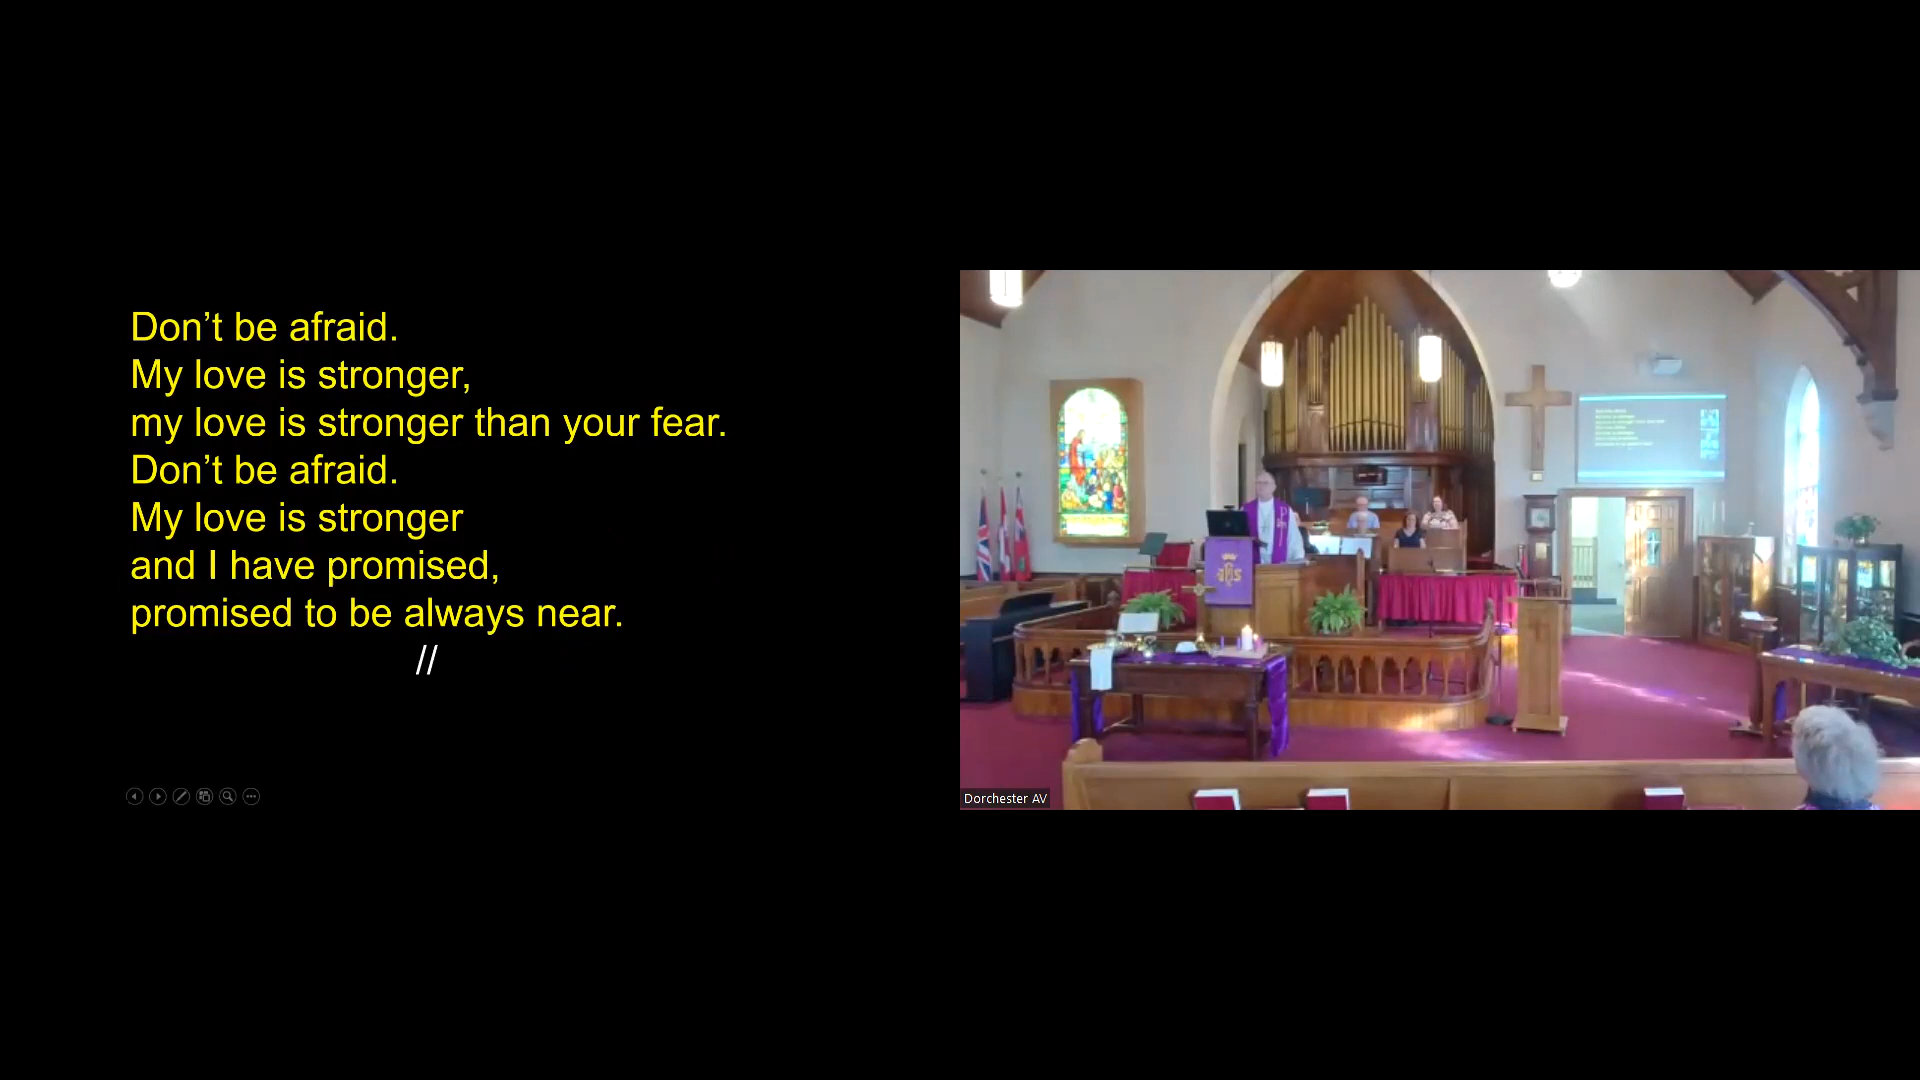 Don’t be afraid.
My love is stronger,
my love is stronger than your fear.
Don’t be afraid.
My love is stronger
and I have promised,
promised to be always near.
//
Dorchester AV